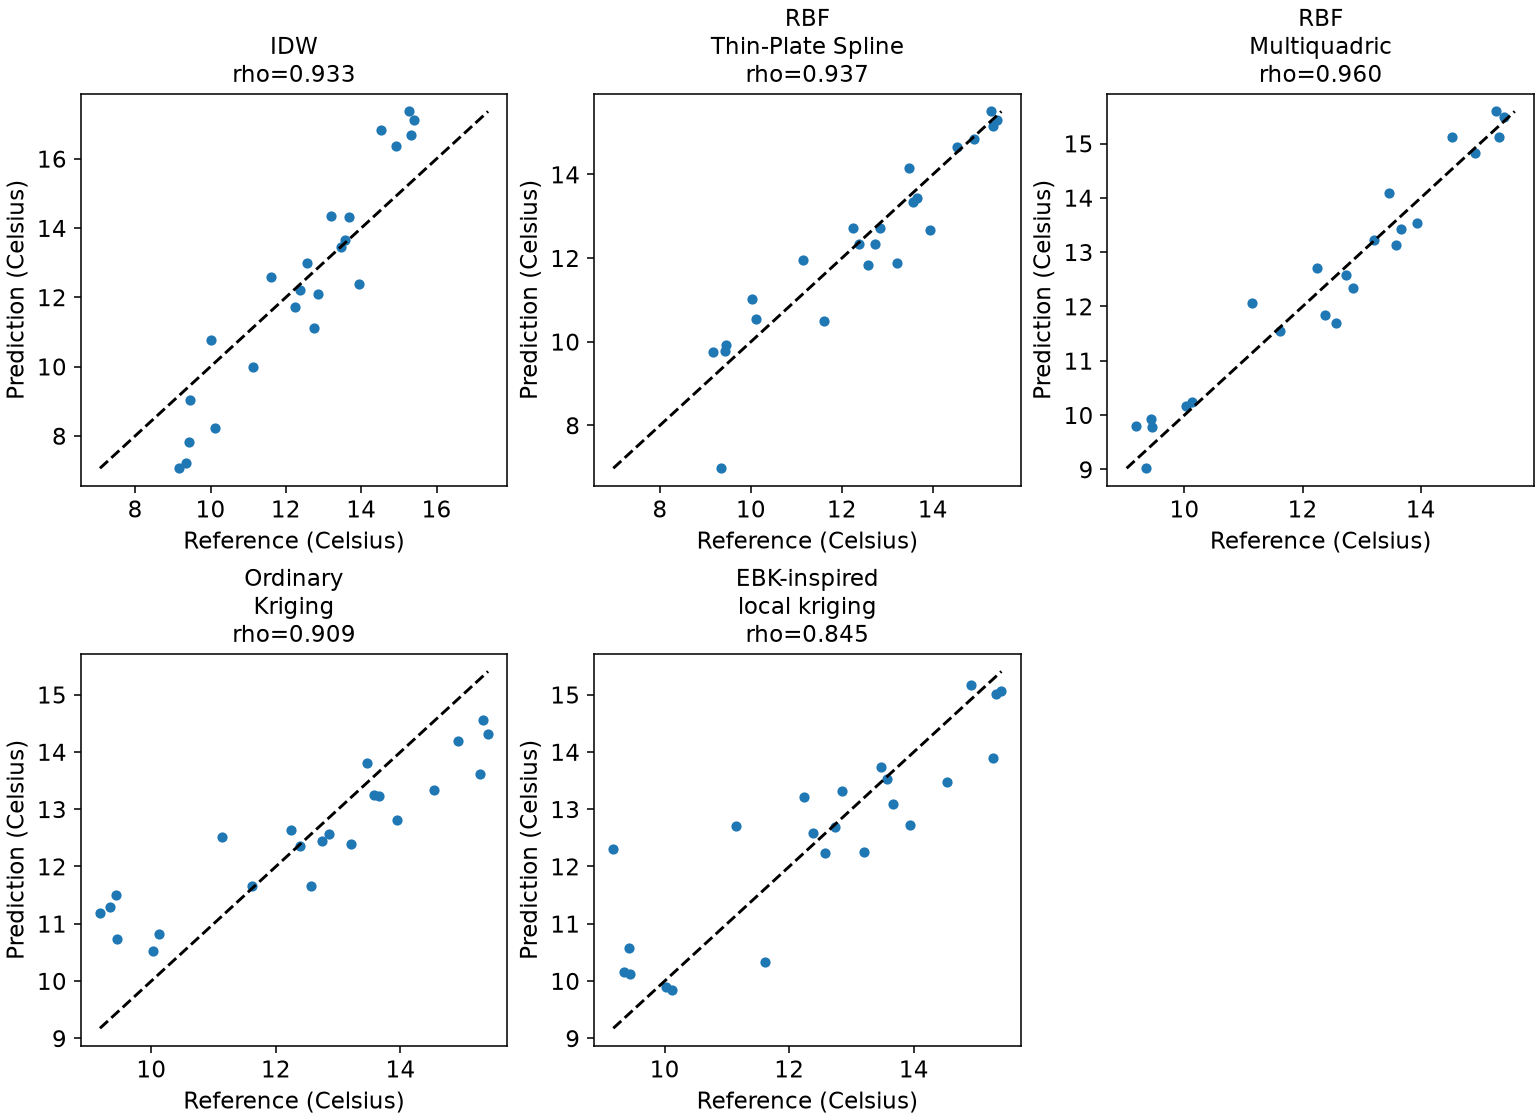 IDW
rho=0.933
Prediction (Celsius)
16
14
12
10
8
8 10 12 14 16
Reference (Celsius)
RBF
Thin-Plate Spline
rho=0.937
Prediction (Celsius)
14
12
10
8
8 10 12 14
Reference (Celsius)
RBF
Multiquadric
rho=0.960
Prediction (Celsius)
15
14
13
12
11
10
9
10 12 14
Reference (Celsius)
Ordinary
Kriging
rho=0.909
Prediction (Celsius)
15
14
13
12
11
10
9
10 12 14
Reference (Celsius)
EBK-inspired
local kriging
rho=0.845
Prediction (Celsius)
15
14
13
12
11
10
9
10 12 14
Reference (Celsius)